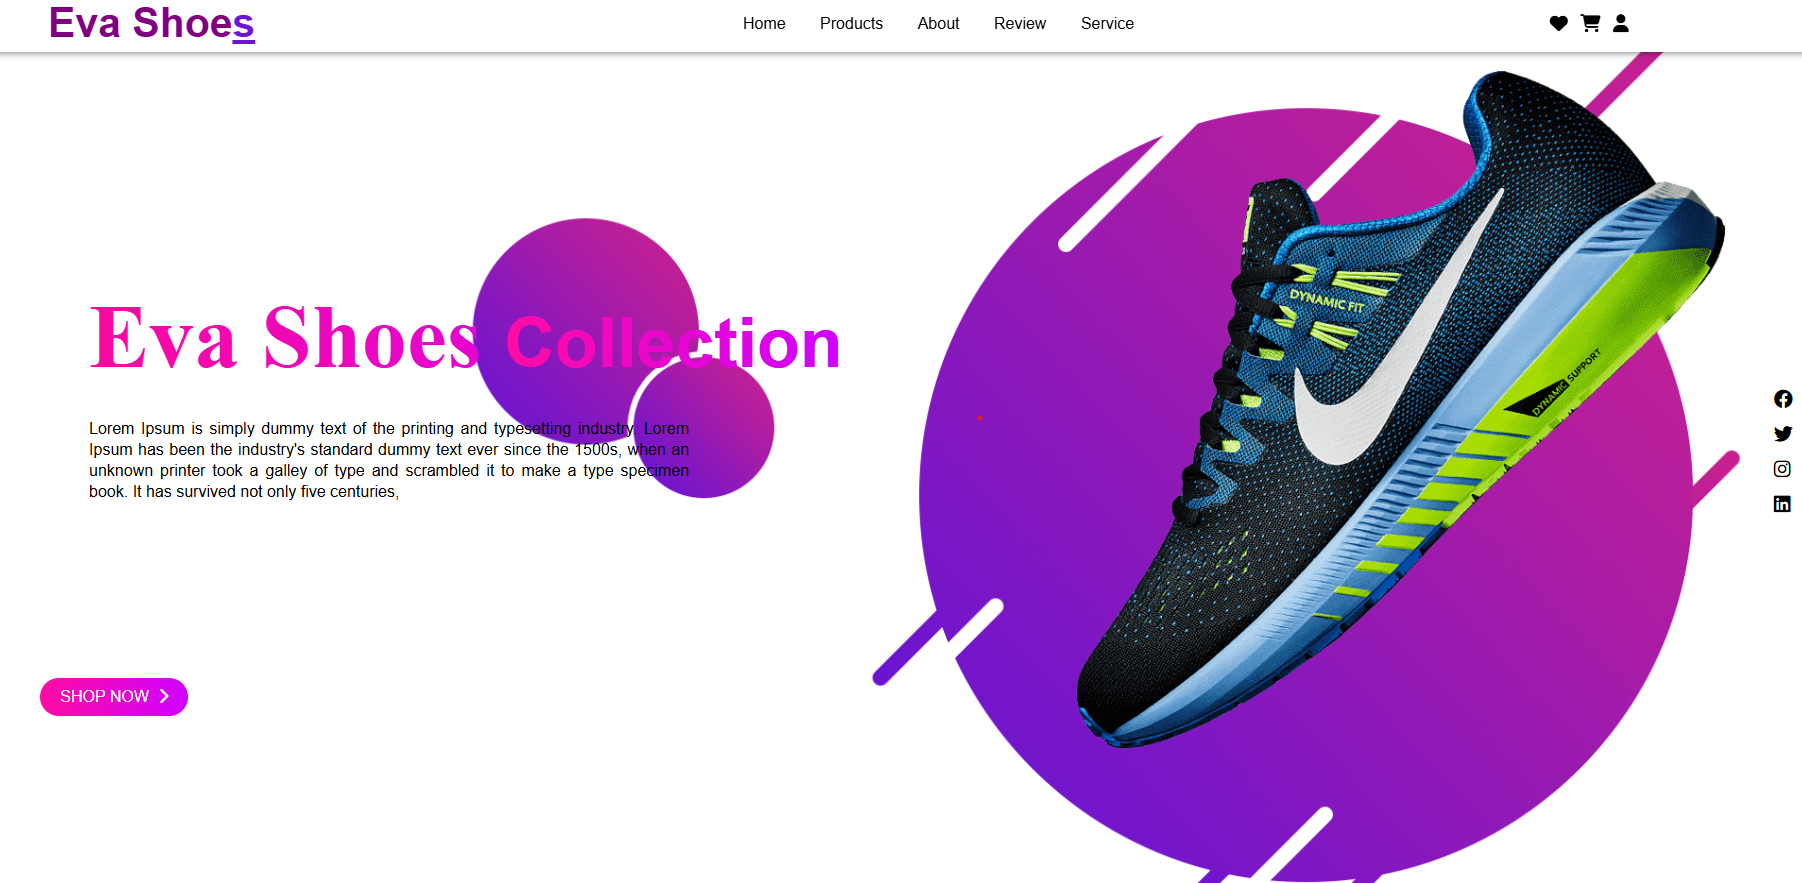 Eva Shoes
Home Products About Review Service
Eva Shoes Collection
Lorem Ipsum is simply dummy text of the printing and typesetting industry. Lorem
Ipsum has been the industry's standard dummy text ever since the 1500s, when an
unknown printer took a galley of type and scrambled it to make a type specimen
book. It has survived not only five centuries,
SHOP NOW
DYNAMIC FIT
DYNAMIC SUPPORT